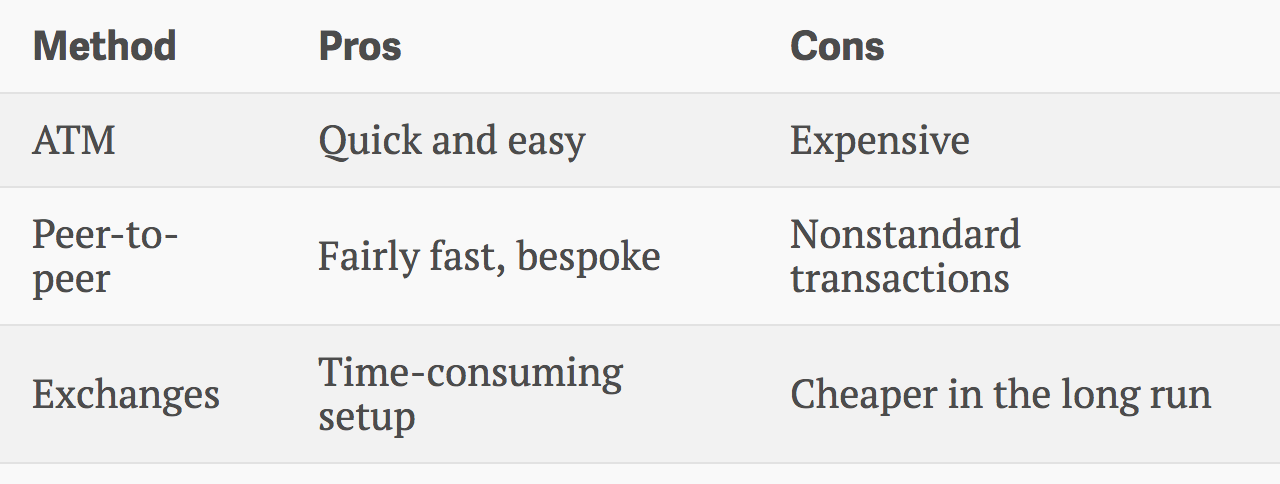 Method Pros Cons
ATM Quick and easy Expensive
Peer-to-
peer
Fairly fast, bespoke
Nonstandard
transactions
Exchanges
Time-consuming
setup
Cheaper in the long run